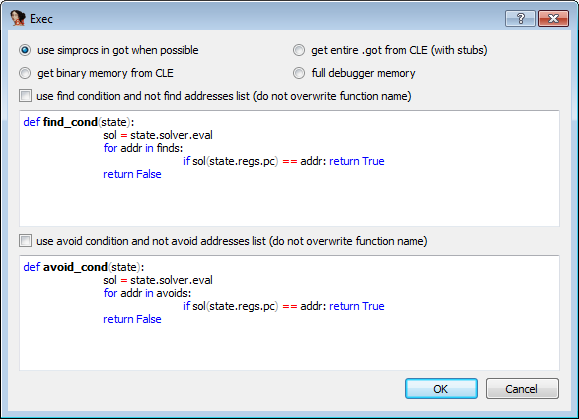 Exec
use simprocs in got when possible
get entire .got from CLE (with stubs)
get binary memory from CLE
full debugger memory
use find condition and not find addresses list (do not overwrite function name)
def find_cond(state):
sol = state.solver.eval
for addr in finds:
if sol(state.regs.pc) == addr: return True
return False
use avoid condition and not avoid addresses list (do not overwrite function name)
def avoid_cond(state):
sol = state.solver.eval
for addr in avoids:
if sol(state.regs.pc) == addr: return True
return False
OK
Cancel